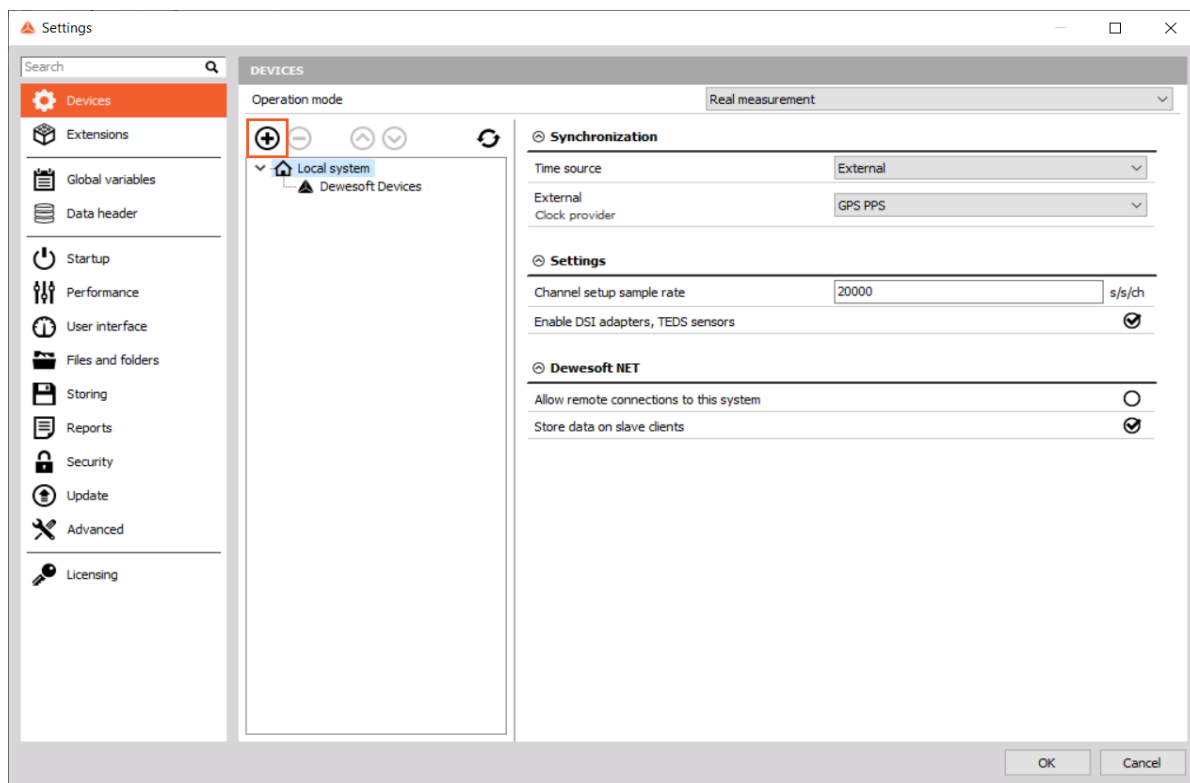 Settings
Search
DEVICES
Devices
Operation mode
Real measurement
Extensions
Synchronization
Local system
Time source
External
Global variables
Dewesoft Devices
External
GPS PPS
Clock provider
Data header
Startup
Settings
Performance
Channel setup sample rate
20000
s/s/ch
User interface
Enable DSI adapters, TEDS sensors
Files and folders
Dewesoft NET
Storing
Allow remote connections to this system
Reports
Store data on slave clients
Security
Update
Advanced
Licensing
OK
Cancel